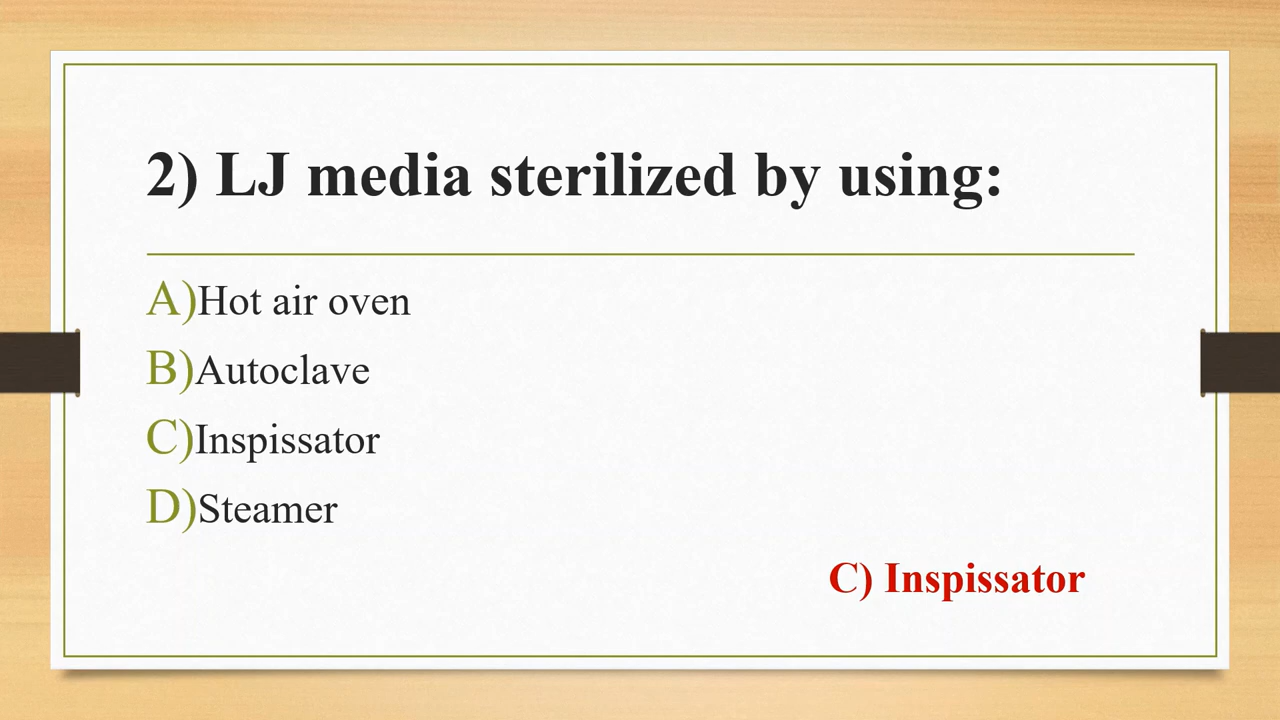 2) LJ media sterilized by using:
A)Hot air oven
B)Autoclave
C)Inspissator
D)Steamer
C) Inspissator